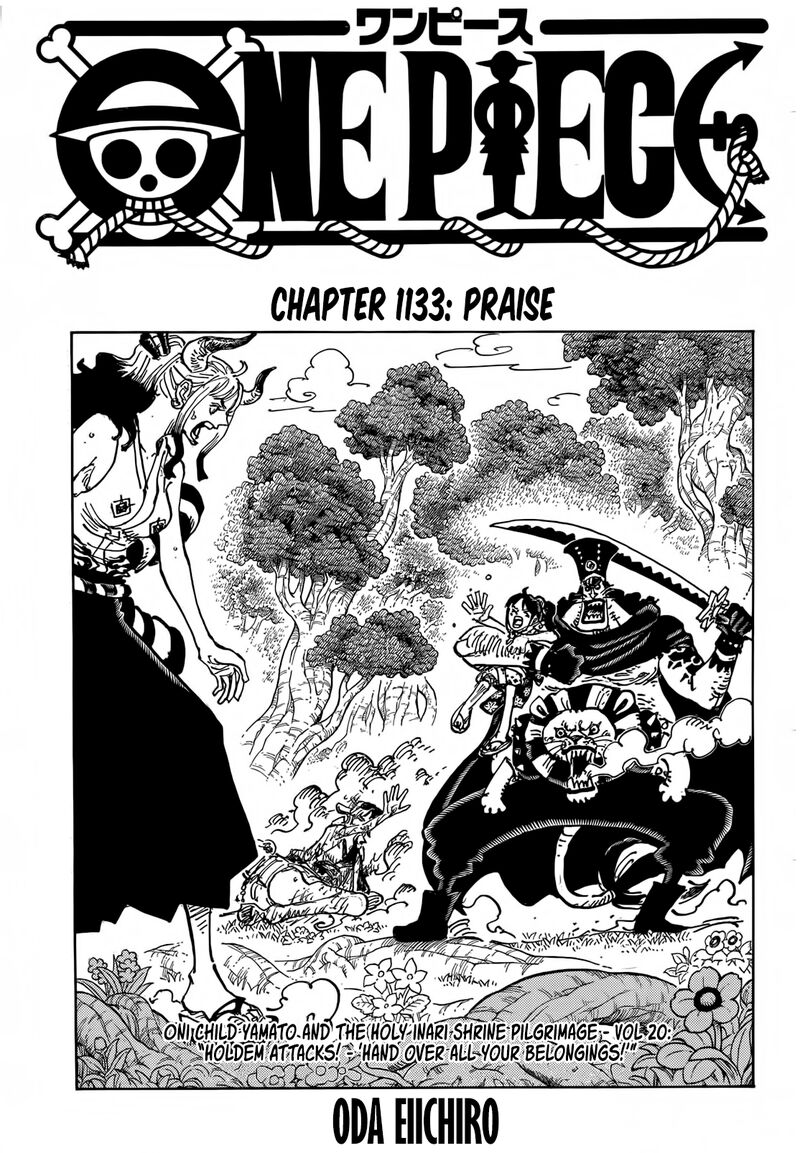 ワンピース
ONE PIECE
CHAPTER 1133: PRAISE
ONI CHILD YAMATO AND THE HOLY INARI SHRINE PILGRIMAGE - VOL 20:
"HOLDEM ATTACKS! - 'HAND OVER ALL YOUR BELONGINGS!'"
ODA EIICHIRO